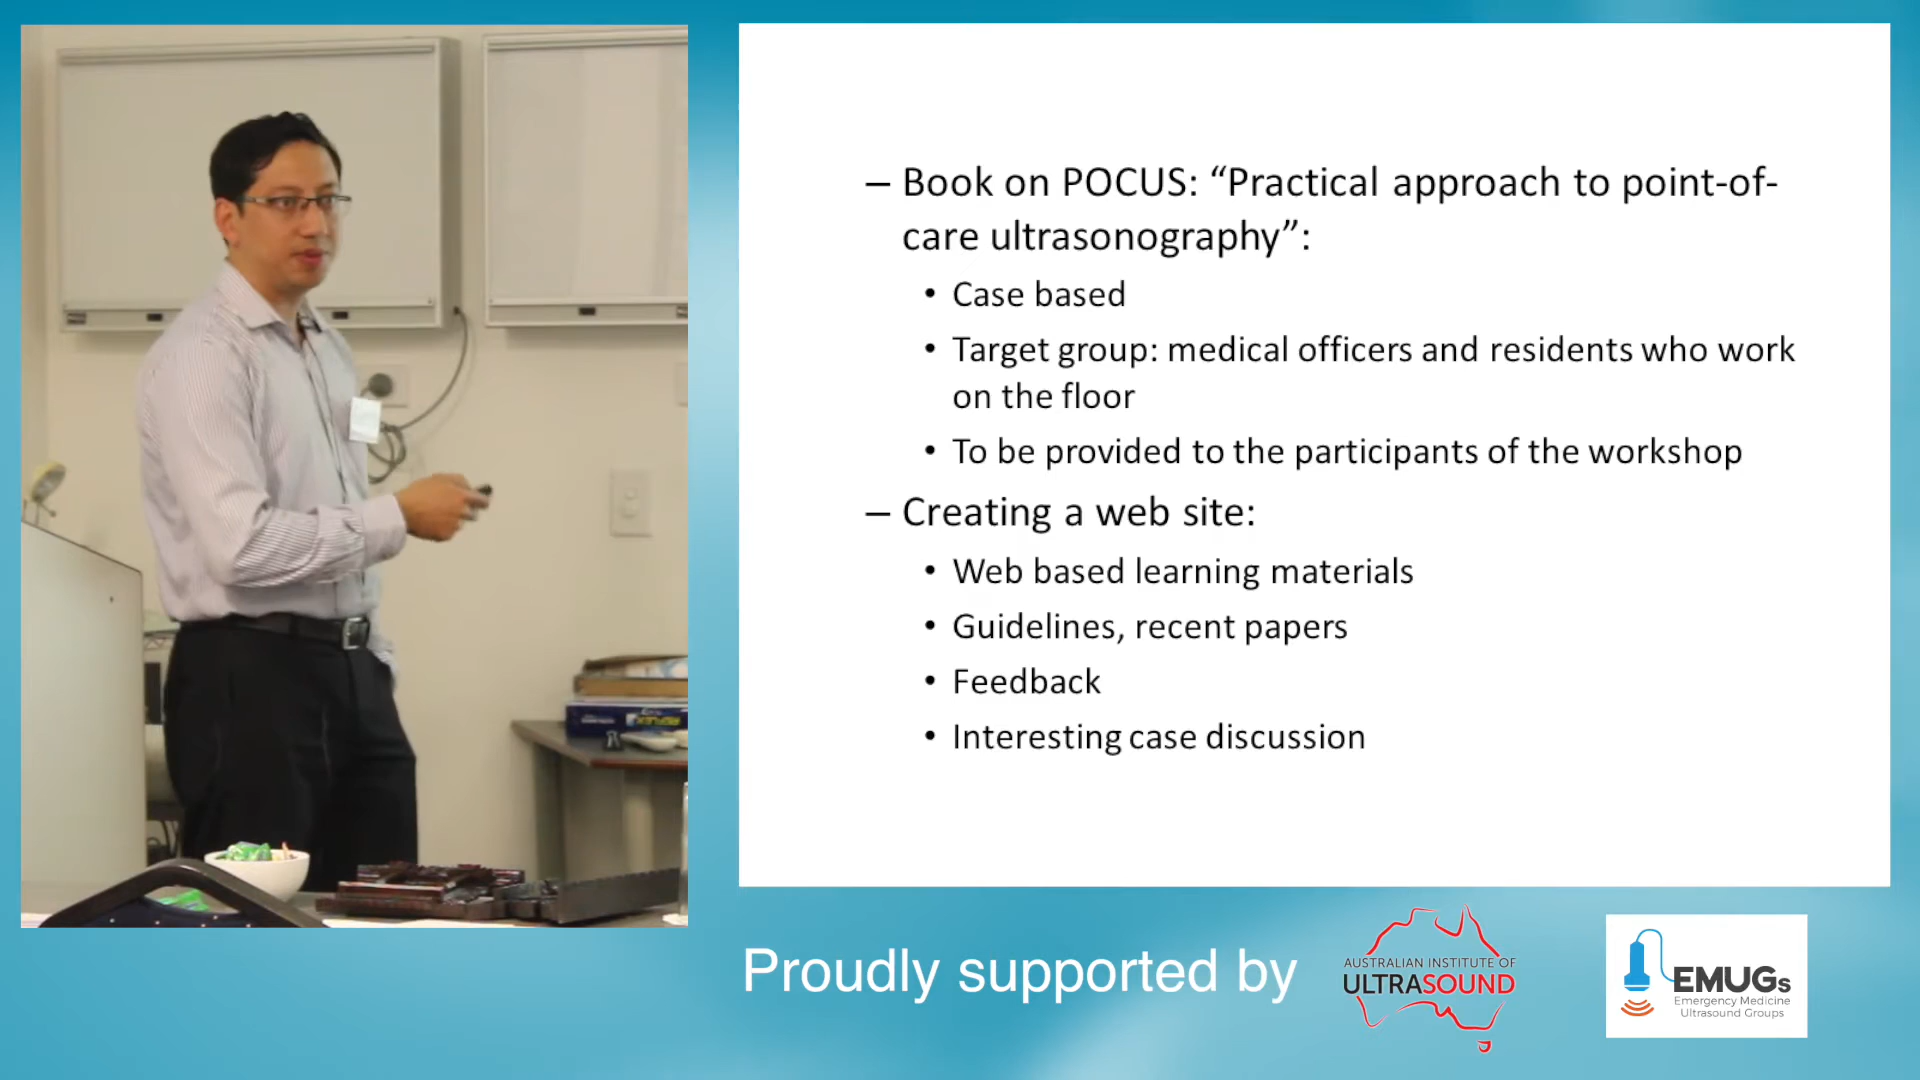 – Book on POCUS: “Practical approach to point-of-
care ultrasonography”:
• Case based
• Target group: medical officers and residents who work
on the floor
• To be provided to the participants of the workshop
– Creating a web site:
• Web based learning materials
• Guidelines, recent papers
• Feedback
• Interesting case discussion
Proudly supported by
AUSTRALIAN INSTITUTE OF
ULTRASOUND
EMUGs
Emergency Medicine
Ultrasound Groups